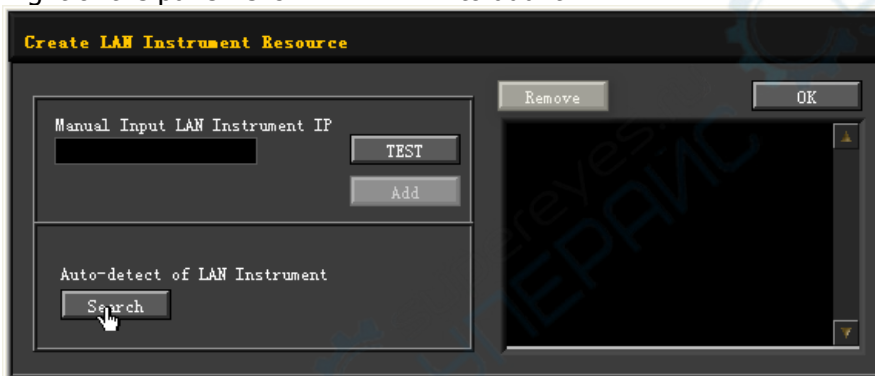 Create LAN Instrument Resource
Remove
OK
Manual Input LAN Instrument IP
TEST
Add
Auto-detect of LAN Instrument
Search